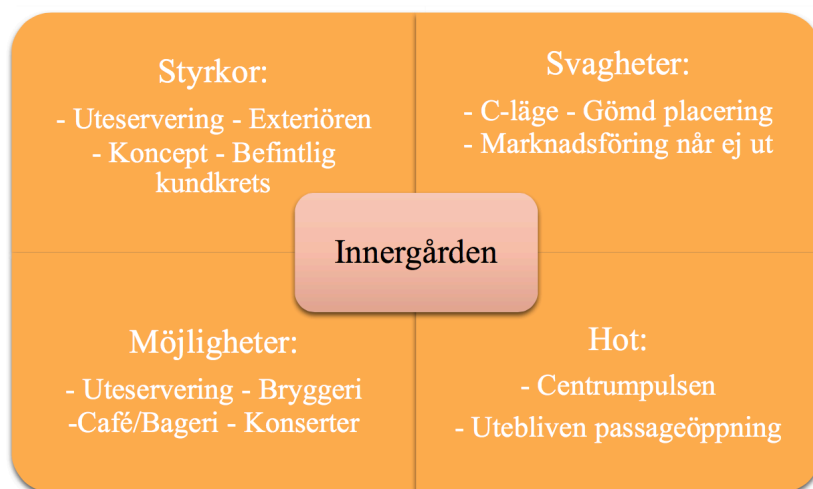 Styrkor:
- Uteservering - Exteriören
- Koncept - Befintlig
kundkrets
Svagheter:
- C-läge - Gömd placering
- Marknadsföring når ej ut
Innergården
Möjligheter:
- Uteservering - Bryggeri
-Café/Bageri - Konserter
Hot:
- Centrumpulsen
- Utebliven passageöppning